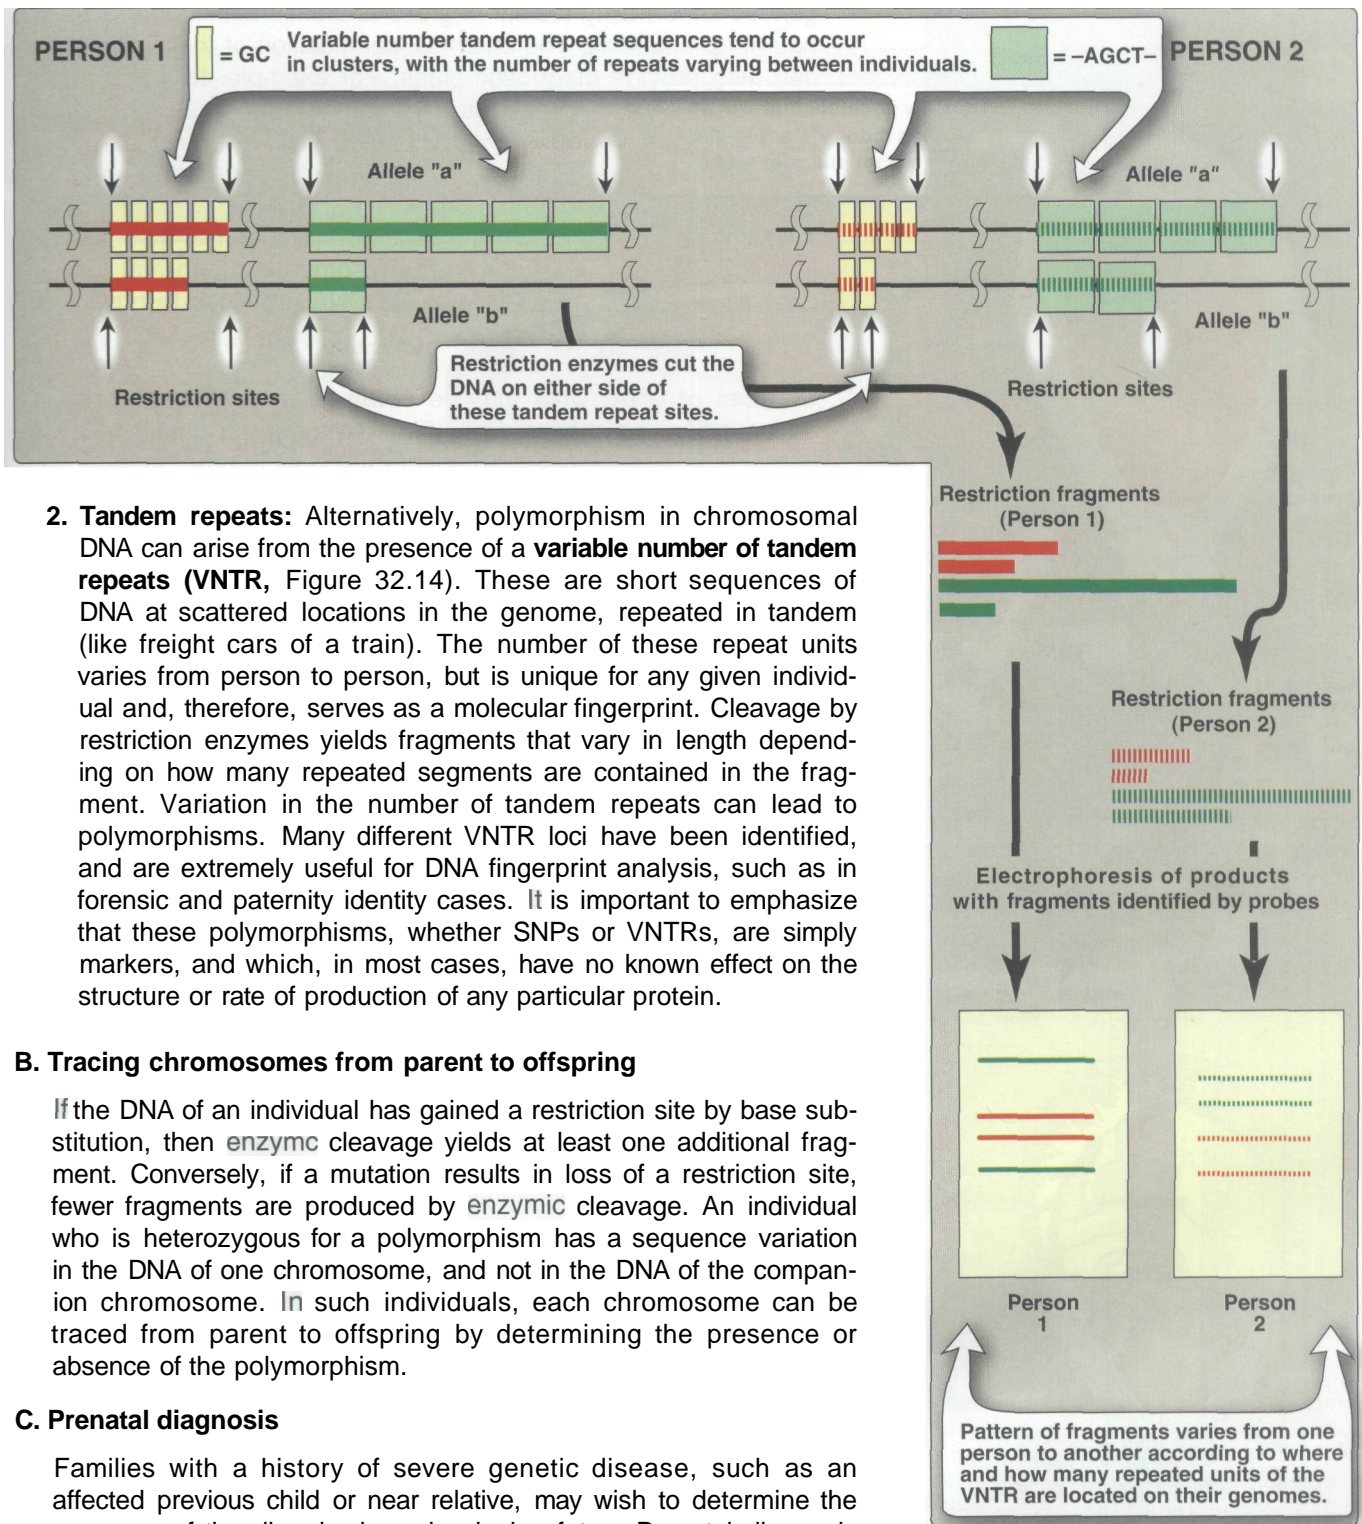 PERSON 1
= GC
Variable number tandem repeat sequences tend to occur
in clusters, with the number of repeats varying between individuals.
= –AGCT–
PERSON 2
Allele "a"
Allele "a"
Allele "b"
Allele "b"
Restriction sites
Restriction enzymes cut the
DNA on either side of
these tandem repeat sites.
Restriction sites
Restriction fragments
(Person 1)
Restriction fragments
(Person 2)
Electrophoresis of products
with fragments identified by probes
Person
1
Person
2
Pattern of fragments varies from one
person to another according to where
and how many repeated units of the
VNTR are located on their genomes.
2. Tandem repeats: Alternatively, polymorphism in chromosomal
DNA can arise from the presence of a variable number of tandem
repeats (VNTR, Figure 32.14). These are short sequences of
DNA at scattered locations in the genome, repeated in tandem
(like freight cars of a train). The number of these repeat units
varies from person to person, but is unique for any given individ-
ual and, therefore, serves as a molecular fingerprint. Cleavage by
restriction enzymes yields fragments that vary in length depend-
ing on how many repeated segments are contained in the frag-
ment. Variation in the number of tandem repeats can lead to
polymorphisms. Many different VNTR loci have been identified,
and are extremely useful for DNA fingerprint analysis, such as in
forensic and paternity identity cases. It is important to emphasize
that these polymorphisms, whether SNPs or VNTRs, are simply
markers, and which, in most cases, have no known effect on the
structure or rate of production of any particular protein.
B. Tracing chromosomes from parent to offspring
If the DNA of an individual has gained a restriction site by base sub-
stitution, then enzymc cleavage yields at least one additional frag-
ment. Conversely, if a mutation results in loss of a restriction site,
fewer fragments are produced by enzymic cleavage. An individual
who is heterozygous for a polymorphism has a sequence variation
in the DNA of one chromosome, and not in the DNA of the compan-
ion chromosome. In such individuals, each chromosome can be
traced from parent to offspring by determining the presence or
absence of the polymorphism.
C. Prenatal diagnosis
Families with a history of severe genetic disease, such as an
affected previous child or near relative, may wish to determine the